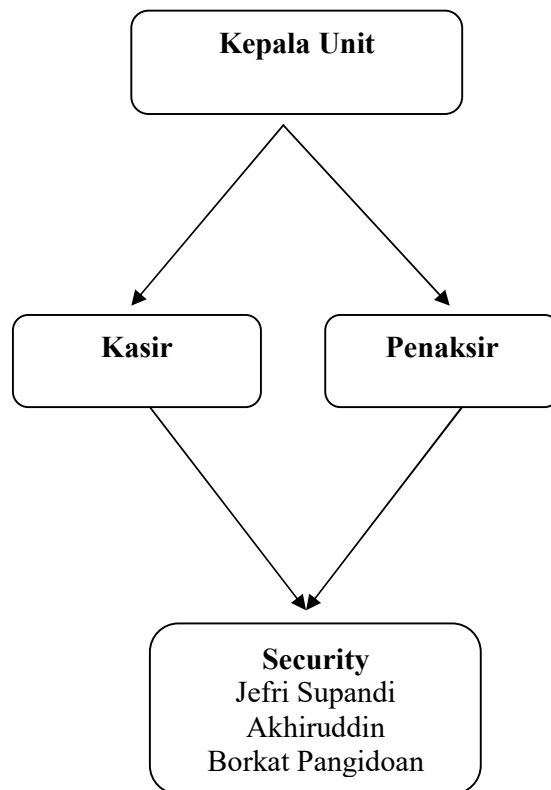 Kepala Unit
Kasir
Penaksir
Security
Jefri Supandi
Akhiruddin
Borkat Pangidoan